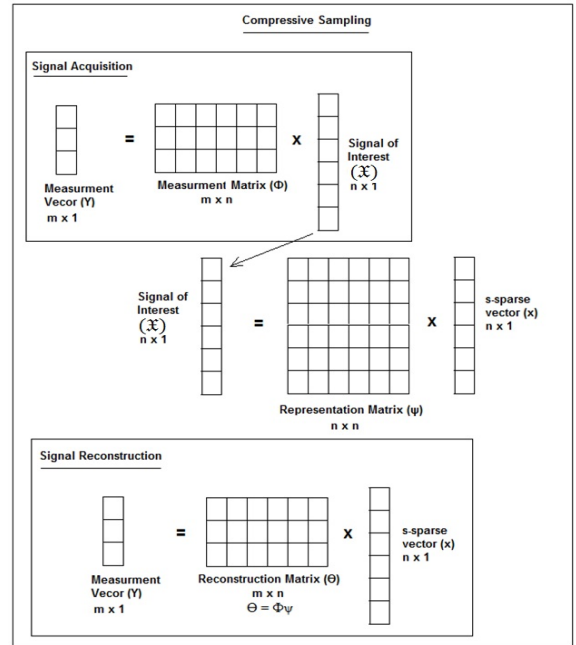 Compressive Sampling
Signal Acquisition
=
x
Measurment
Vecor (Y)
m x 1
Measurment Matrix (Φ)
m x n
Signal of
Interest
(𝔛)
n x 1
Signal of
Interest
(𝔛)
n x 1
=
x
Representation Matrix (ψ)
n x n
s-sparse
vector (x)
n x 1
Signal Reconstruction
=
x
Measurment
Vecor (Y)
m x 1
Reconstruction Matrix (Θ)
m x n
Θ = Φψ
s-sparse
vector (x)
n x 1